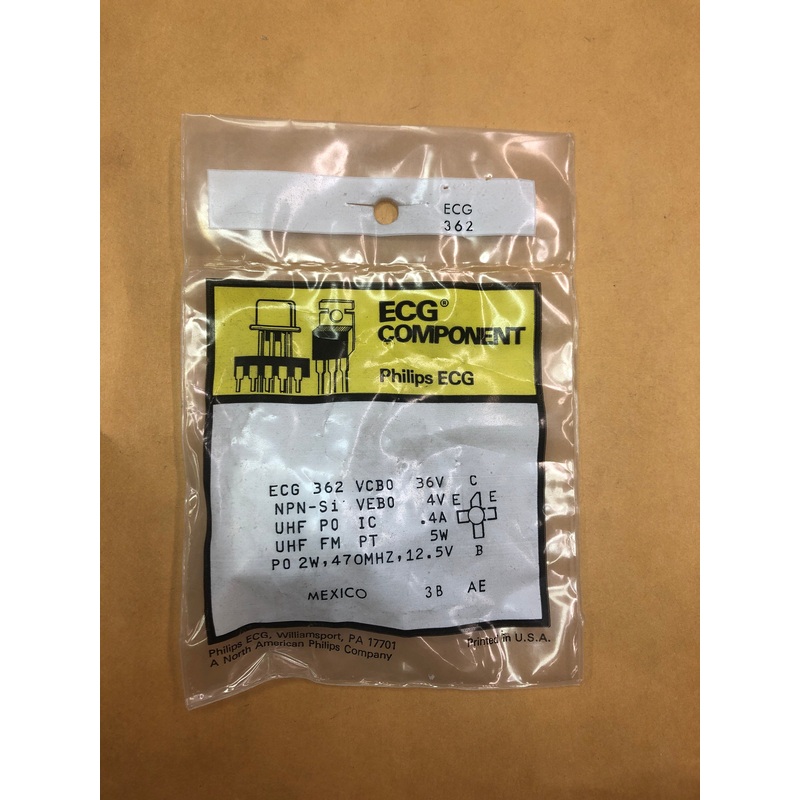 ECG
362
ECG®
COMPONENT
Philips ECG
ECG 362 VCBO 36V C
NPN-Si VEBO 4V E E
UHF PO IC .4A
UHF FM PT 5W
PO 2W,470MHZ,12.5V B
MEXICO 3B AE
Philips ECG, Williamsport, PA 17701
A North American Philips Company
Printed in U.S.A.